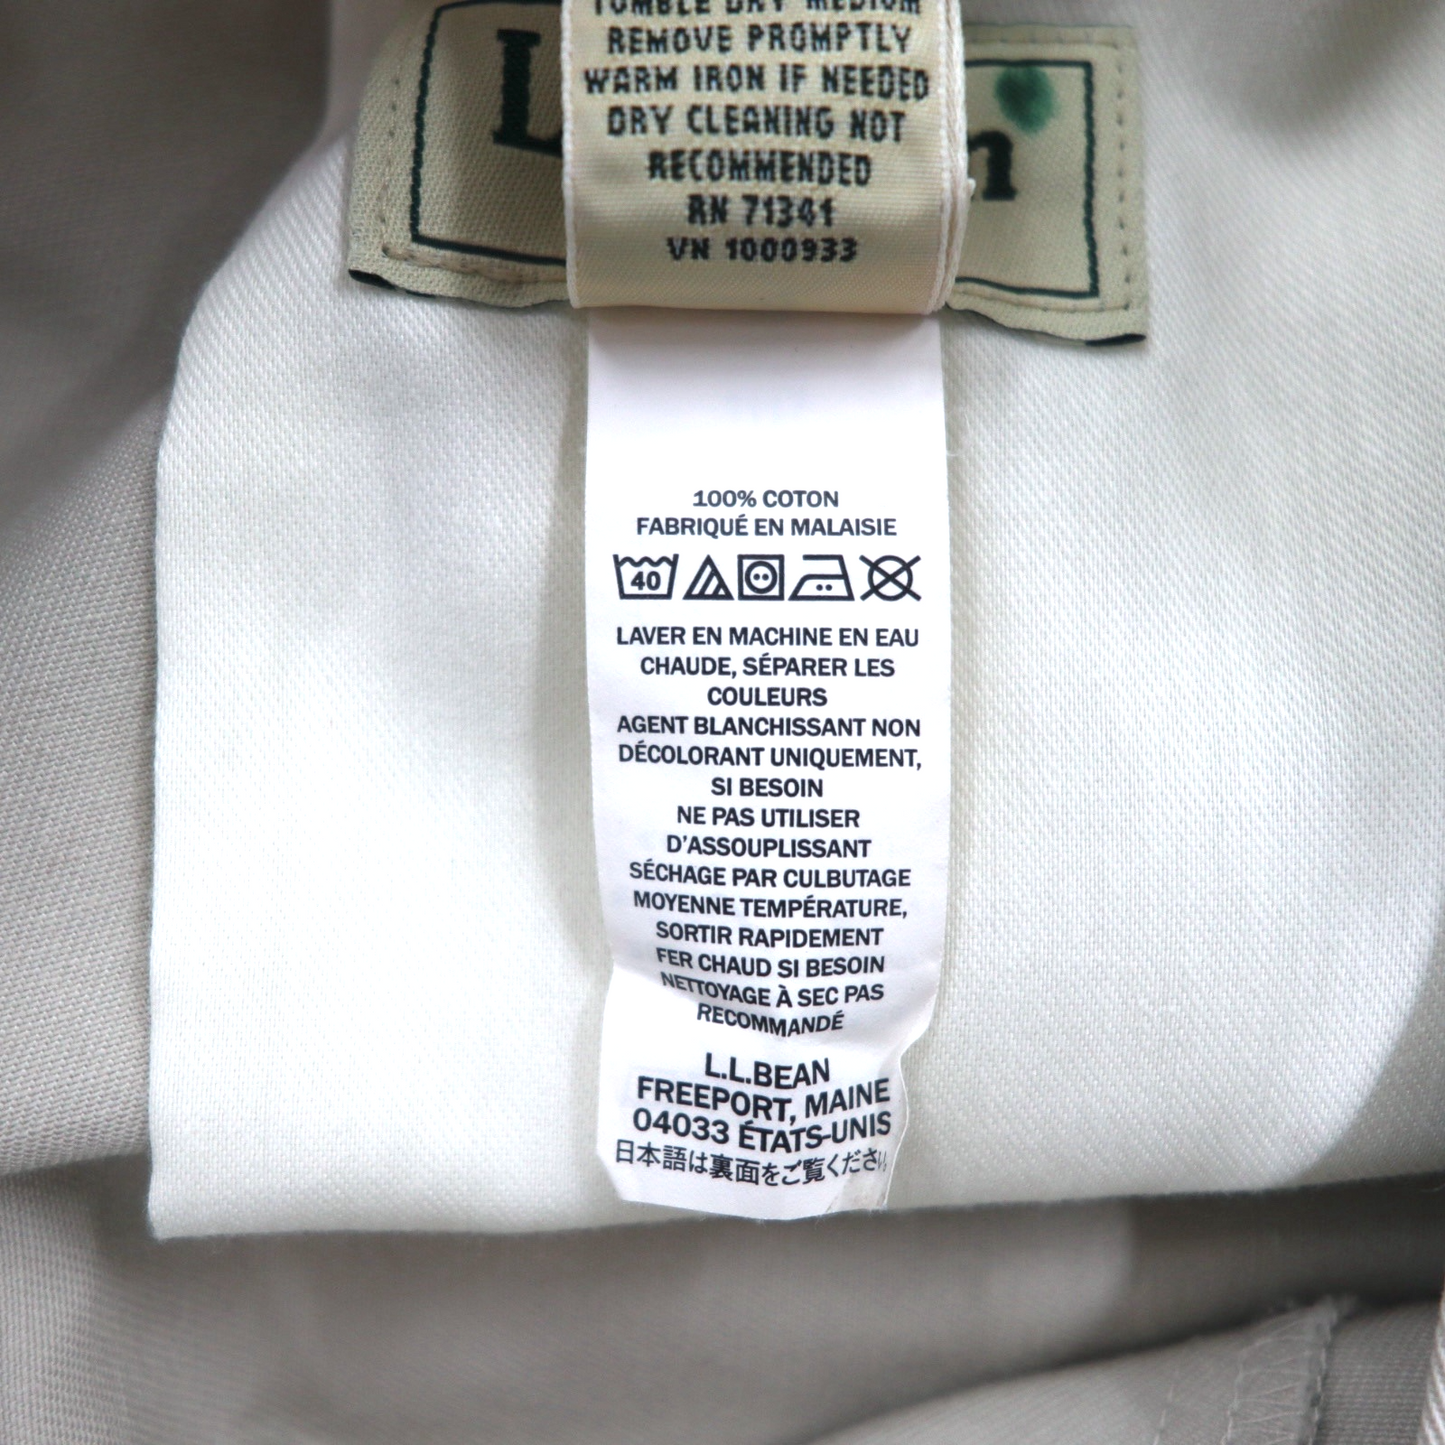 TUMBLE DRY MEDIUM
REMOVE PROMPTLY
WARM IRON IF NEEDED
DRY CLEANING NOT
RECOMMENDED
RN 71341
VN 1000933
L n
100% COTON
FABRIQUÉ EN MALAISIE
40
LAVER EN MACHINE EN EAU
CHAUDE, SÉPARER LES
COULEURS
AGENT BLANCHISSANT NON
DÉCOLORANT UNIQUEMENT,
SI BESOIN
NE PAS UTILISER
D'ASSOUPLISSANT
SÉCHAGE PAR CULBUTAGE
MOYENNE TEMPÉRATURE,
SORTIR RAPIDEMENT
FER CHAUD SI BESOIN
NETTOYAGE À SEC PAS
RECOMMANDÉ
L.L.BEAN
FREEPORT, MAINE
04033 ÉTATS-UNIS
日本語は裏面をご覧ください。